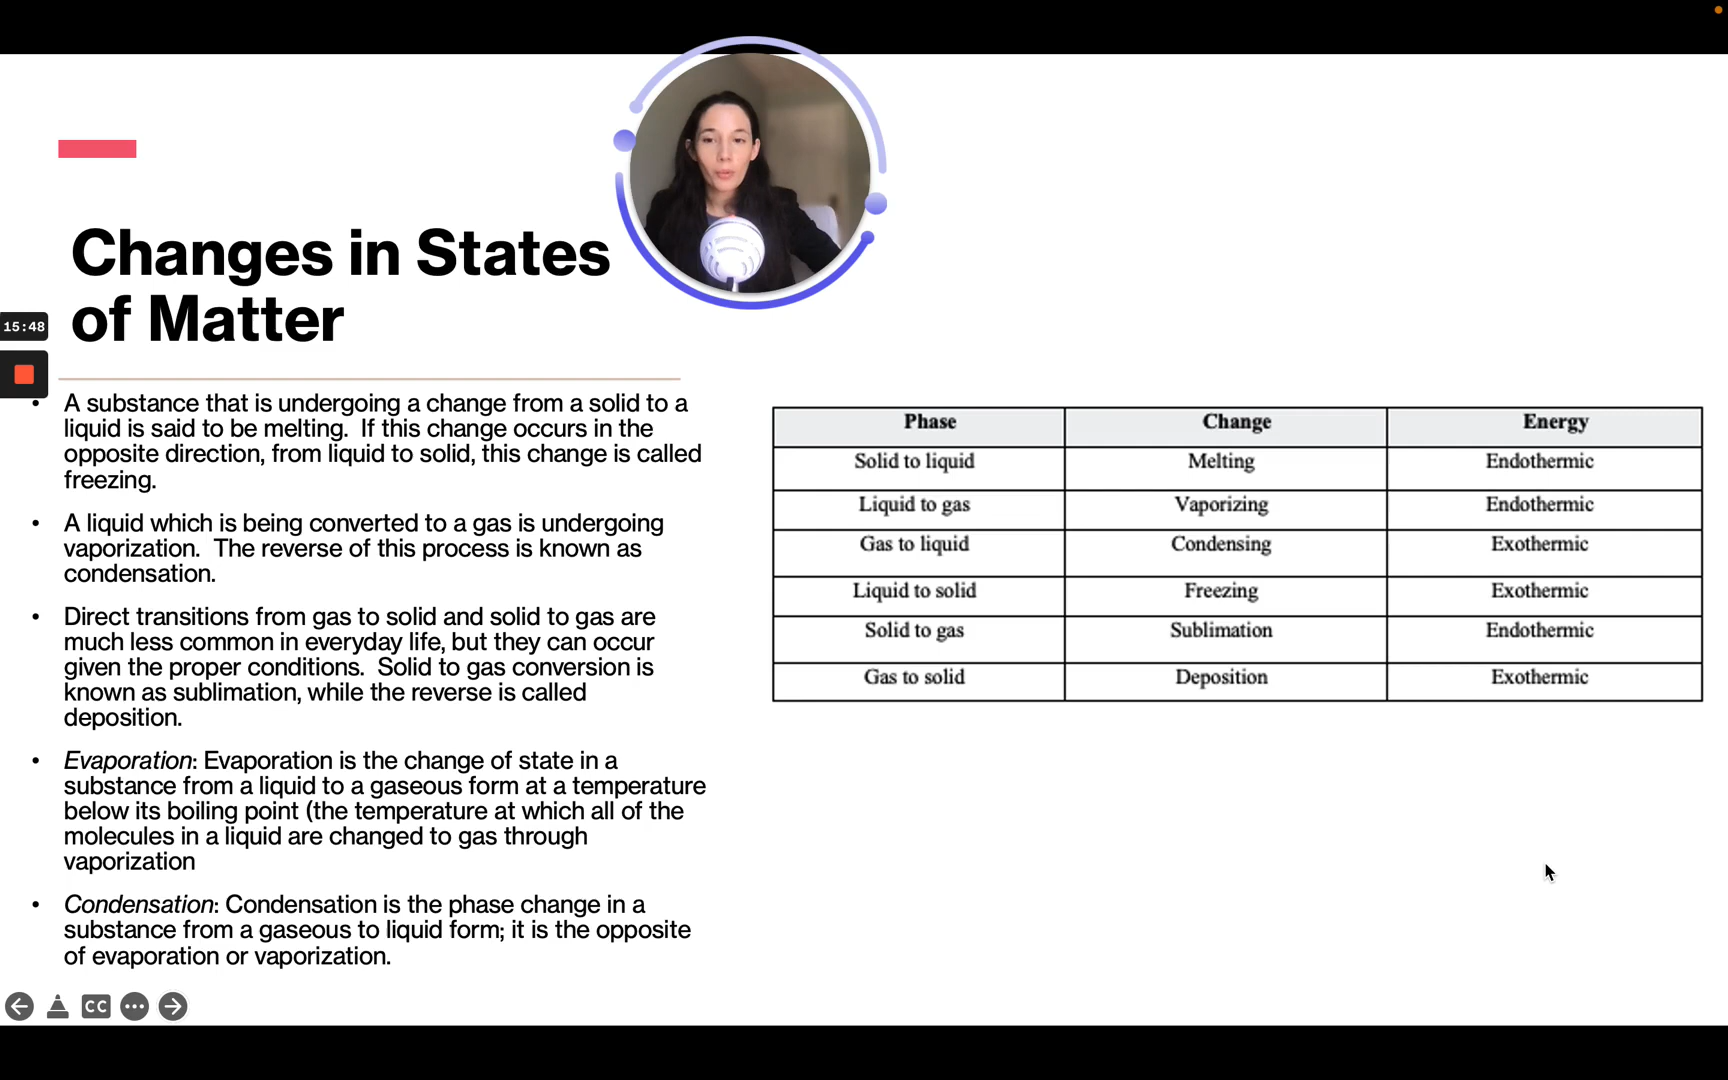 Changes in States
of Matter
15:48
• A substance that is undergoing a change from a solid to a
liquid is said to be melting.  If this change occurs in the
opposite direction, from liquid to solid, this change is called
freezing.
• A liquid which is being converted to a gas is undergoing
vaporization.  The reverse of this process is known as
condensation.
• Direct transitions from gas to solid and solid to gas are
much less common in everyday life, but they can occur
given the proper conditions.  Solid to gas conversion is
known as sublimation, while the reverse is called
deposition.
• Evaporation: Evaporation is the change of state in a
substance from a liquid to a gaseous form at a temperature
below its boiling point (the temperature at which all of the
molecules in a liquid are changed to gas through
vaporization
• Condensation: Condensation is the phase change in a
substance from a gaseous to liquid form; it is the opposite
of evaporation or vaporization.
Phase Change Energy
Solid to liquid Melting Endothermic
Liquid to gas Vaporizing Endothermic
Gas to liquid Condensing Exothermic
Liquid to solid Freezing Exothermic
Solid to gas Sublimation Endothermic
Gas to solid Deposition Exothermic
CC